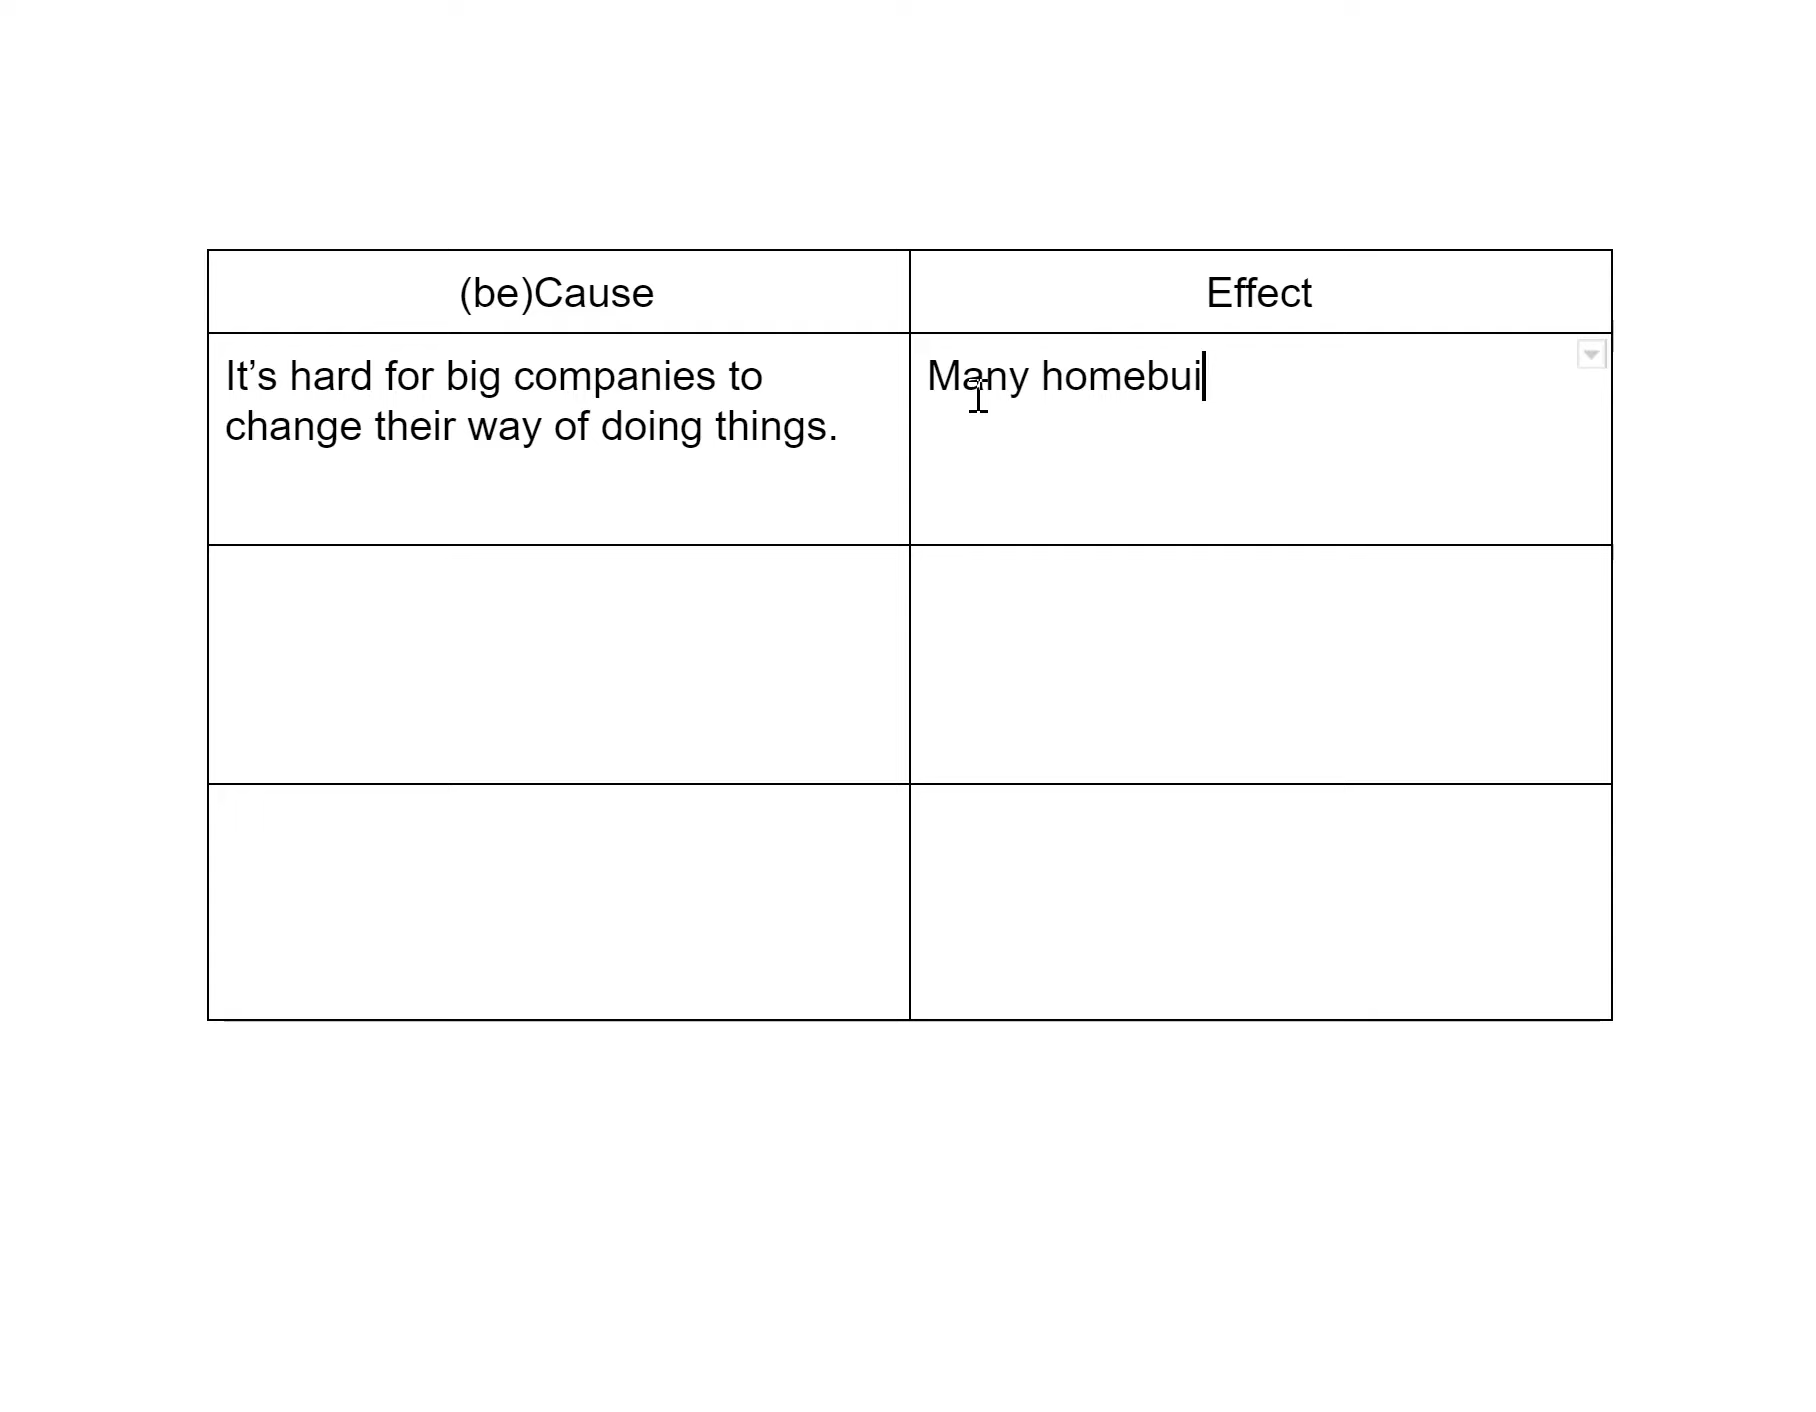 (be)Cause
Effect
It’s hard for big companies to
change their way of doing things.
Many homebui